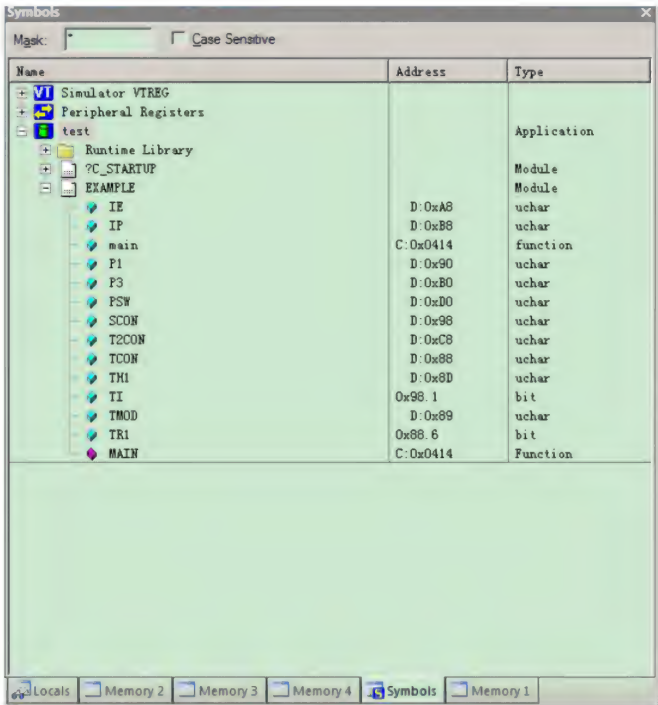 Symbols
Mask: * Case Sensitive
Name Address Type
VT Simulator VTREG
Peripheral Registers
test Application
Runtime Library
?C_STARTUP Module
EXAMPLE Module
IE D:0xA8 uchar
IP D:0xB8 uchar
main C:0x0414 function
P1 D:0x90 uchar
P3 D:0xB0 uchar
PSW D:0xD0 uchar
SCON D:0x98 uchar
T2CON D:0xC8 uchar
TCON D:0x88 uchar
TH1 D:0x8D uchar
TI 0x98.1 bit
TMOD D:0x89 uchar
TR1 0x88.6 bit
MAIN C:0x0414 Function
Locals Memory 2 Memory 3 Memory 4 Symbols Memory 1